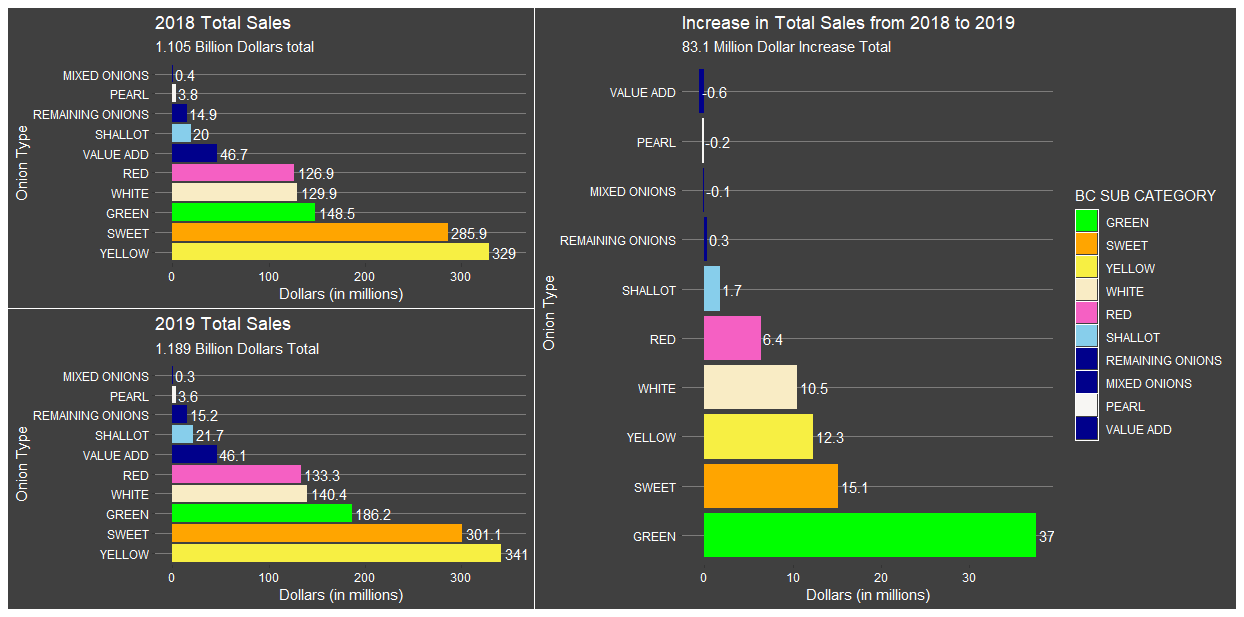 2018 Total Sales
1.105 Billion Dollars total
Onion Type
MIXED ONIONS 0.4
PEARL 3.8
REMAINING ONIONS 14.9
SHALLOT 20
VALUE ADD 46.7
RED 126.9
WHITE 129.9
GREEN 148.5
SWEET 285.9
YELLOW 329
0 100 200 300
Dollars (in millions)
2019 Total Sales
1.189 Billion Dollars Total
Onion Type
MIXED ONIONS 0.3
PEARL 3.6
REMAINING ONIONS 15.2
SHALLOT 21.7
VALUE ADD 46.1
RED 133.3
WHITE 140.4
GREEN 186.2
SWEET 301.1
YELLOW 341
0 100 200 300
Dollars (in millions)
Increase in Total Sales from 2018 to 2019
83.1 Million Dollar Increase Total
Onion Type
VALUE ADD -0.6
PEARL -0.2
MIXED ONIONS -0.1
REMAINING ONIONS 0.3
SHALLOT 1.7
RED 6.4
WHITE 10.5
YELLOW 12.3
SWEET 15.1
GREEN 37
0 10 20 30
Dollars (in millions)
BC SUB CATEGORY
GREEN
SWEET
YELLOW
WHITE
RED
SHALLOT
REMAINING ONIONS
MIXED ONIONS
PEARL
VALUE ADD